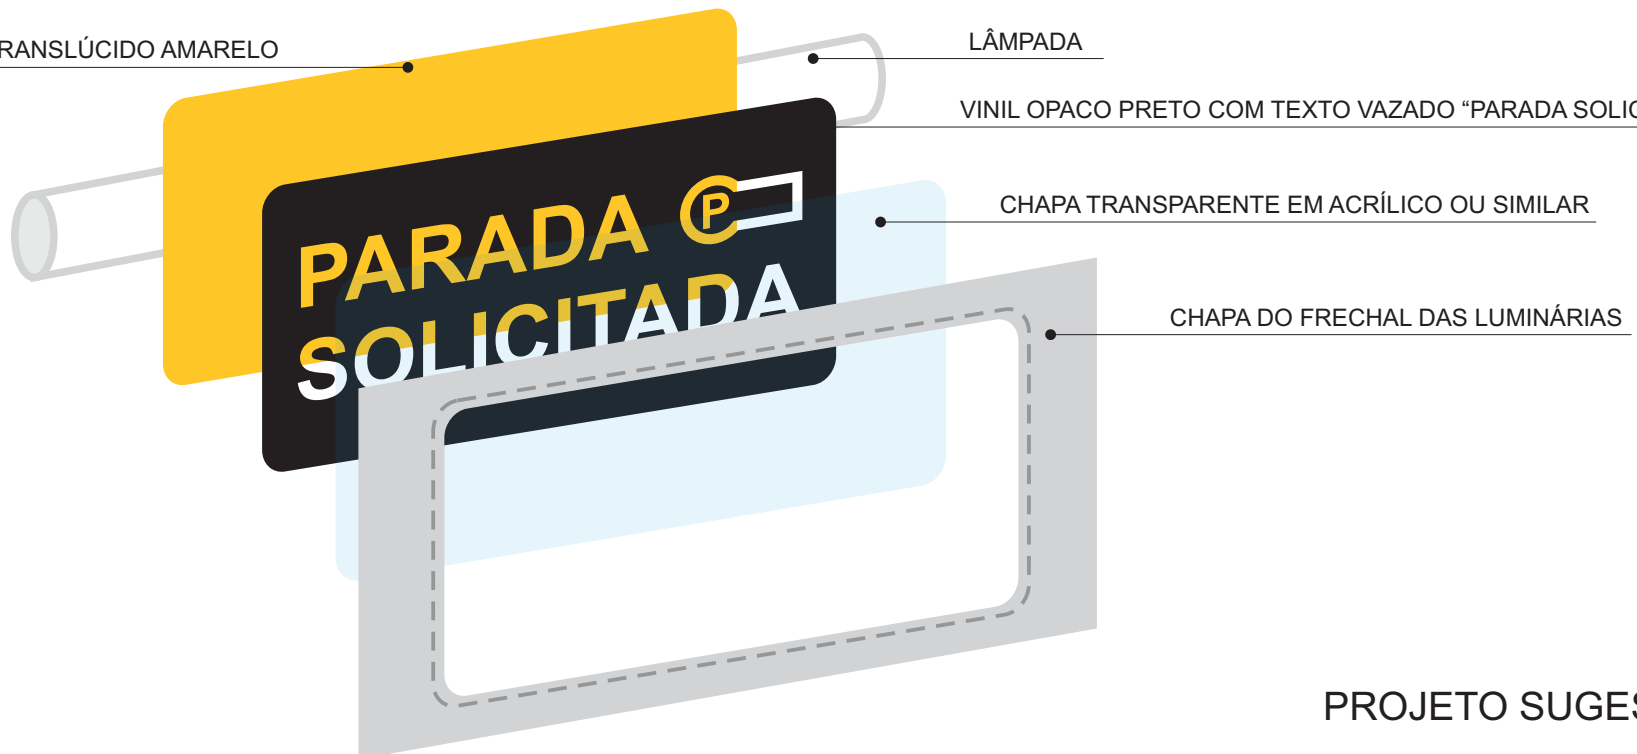 TRANSLÚCIDO AMARELO
LÂMPADA
VINIL OPACO PRETO COM TEXTO VAZADO “PARADA SOLIC
CHAPA TRANSPARENTE EM ACRÍLICO OU SIMILAR
CHAPA DO FRECHAL DAS LUMINÁRIAS
PARADA P
SOLICITADA
PROJETO SUGES